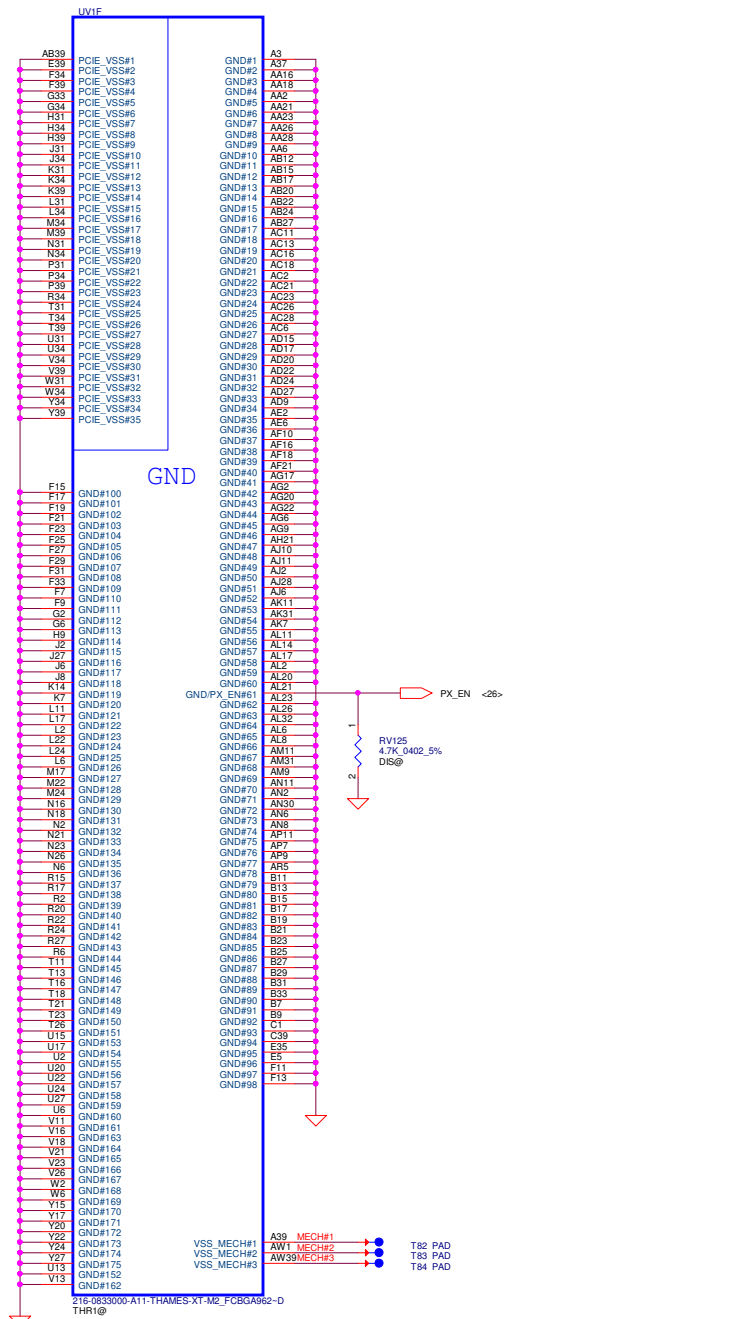 UV1F
AB39 PCIE_VSS#1 GND#1 A3
E39 PCIE_VSS#2 GND#2 A37
F34 PCIE_VSS#3 GND#3 AA16
F39 PCIE_VSS#4 GND#4 AA18
G33 PCIE_VSS#5 GND#5 AA2
G34 PCIE_VSS#6 GND#6 AA21
H31 PCIE_VSS#7 GND#7 AA23
H34 PCIE_VSS#8 GND#8 AA26
H39 PCIE_VSS#9 GND#9 AA28
J31 PCIE_VSS#10 GND#10 AA6
J34 PCIE_VSS#11 GND#11 AB12
K31 PCIE_VSS#12 GND#12 AB15
K34 PCIE_VSS#13 GND#13 AB17
K39 PCIE_VSS#14 GND#14 AB20
L31 PCIE_VSS#15 GND#15 AB22
L34 PCIE_VSS#16 GND#16 AB24
M34 PCIE_VSS#17 GND#17 AB27
M39 PCIE_VSS#18 GND#18 AC11
N31 PCIE_VSS#19 GND#19 AC13
N34 PCIE_VSS#20 GND#20 AC16
P31 PCIE_VSS#21 GND#21 AC18
P34 PCIE_VSS#22 GND#22 AC2
P39 PCIE_VSS#23 GND#23 AC21
R34 PCIE_VSS#24 GND#24 AC23
T31 PCIE_VSS#25 GND#25 AC26
T34 PCIE_VSS#26 GND#26 AC28
T39 PCIE_VSS#27 GND#27 AC6
U31 PCIE_VSS#28 GND#28 AD15
U34 PCIE_VSS#29 GND#29 AD17
V34 PCIE_VSS#30 GND#30 AD20
V39 PCIE_VSS#31 GND#31 AD22
W31 PCIE_VSS#32 GND#32 AD24
W34 PCIE_VSS#33 GND#33 AD27
Y34 PCIE_VSS#34 GND#34 AD9
Y39 PCIE_VSS#35 GND#35 AE2
GND#36 AE6
GND#37 AF10
GND#38 AF16
GND#39 AF18
GND#40 AF21
GND
GND#41 AG17
F15 GND#100 GND#42 AG2
F17 GND#101 GND#43 AG20
F19 GND#102 GND#44 AG22
F21 GND#103 GND#45 AG6
F23 GND#104 GND#46 AG9
F25 GND#105 GND#47 AH21
F27 GND#106 GND#48 AJ10
F29 GND#107 GND#49 AJ11
F31 GND#108 GND#50 AJ2
F33 GND#109 GND#51 AJ28
F7 GND#110 GND#52 AJ6
F9 GND#111 GND#53 AK11
G2 GND#112 GND#54 AK31
G6 GND#113 GND#55 AK7
H9 GND#114 GND#56 AL11
J2 GND#115 GND#57 AL14
J27 GND#116 GND#58 AL17
J6 GND#117 GND#59 AL2
J8 GND#118 GND#60 AL20
K14 GND#119 GND/PX_EN#61 AL21 PX_EN <26>
K7 GND#120 GND#62 AL23
L11 GND#121 GND#63 AL26
L17 GND#122 GND#64 AL32
L2 GND#123 GND#65 AL6
L22 GND#124 GND#66 AL8
L24 GND#125 GND#67 AM11
L6 GND#126 GND#68 AM31
M17 GND#127 GND#69 AM9
M22 GND#128 GND#70 AN11
M24 GND#129 GND#71 AN2
N16 GND#130 GND#72 AN30
N18 GND#131 GND#73 AN6
N2 GND#132 GND#74 AN8
N21 GND#133 GND#75 AP11
N23 GND#134 GND#76 AP7
N26 GND#135 GND#77 AP9
N6 GND#136 GND#78 AR5
R15 GND#137 GND#79 B11
R17 GND#138 GND#80 B13
R2 GND#139 GND#81 B15
R20 GND#140 GND#82 B17
R22 GND#141 GND#83 B19
R24 GND#142 GND#84 B21
R27 GND#143 GND#85 B23
R6 GND#144 GND#86 B25
T11 GND#145 GND#87 B27
T13 GND#146 GND#88 B29
T16 GND#147 GND#89 B31
T18 GND#148 GND#90 B33
T21 GND#149 GND#91 B7
T23 GND#150 GND#92 B9
T26 GND#151 GND#93 C1
U15 GND#153 GND#94 C39
U17 GND#154 GND#95 E35
U2 GND#155 GND#96 E5
U20 GND#156 GND#97 F11
U22 GND#157 GND#98 F13
U24 GND#158
U27 GND#159
U6 GND#160
V11 GND#161
V16 GND#163
V18 GND#164
V21 GND#165
V23 GND#166
V26 GND#167
W2 GND#168
W6 GND#169
Y15 GND#170
Y17 GND#171
Y20 GND#172
Y22 GND#173 VSS_MECH#1 A39 MECH#1 T82 PAD
Y24 GND#174 VSS_MECH#2 AW1 MECH#2 T83 PAD
Y27 GND#175 VSS_MECH#3 AW39 MECH#3 T84 PAD
U13 GND#152
V13 GND#162
1
RV125
4.7K_0402_5%
DIS@
2
216-0833000-A11-THAMES-XT-M2_FCBGA962~D
THR1@